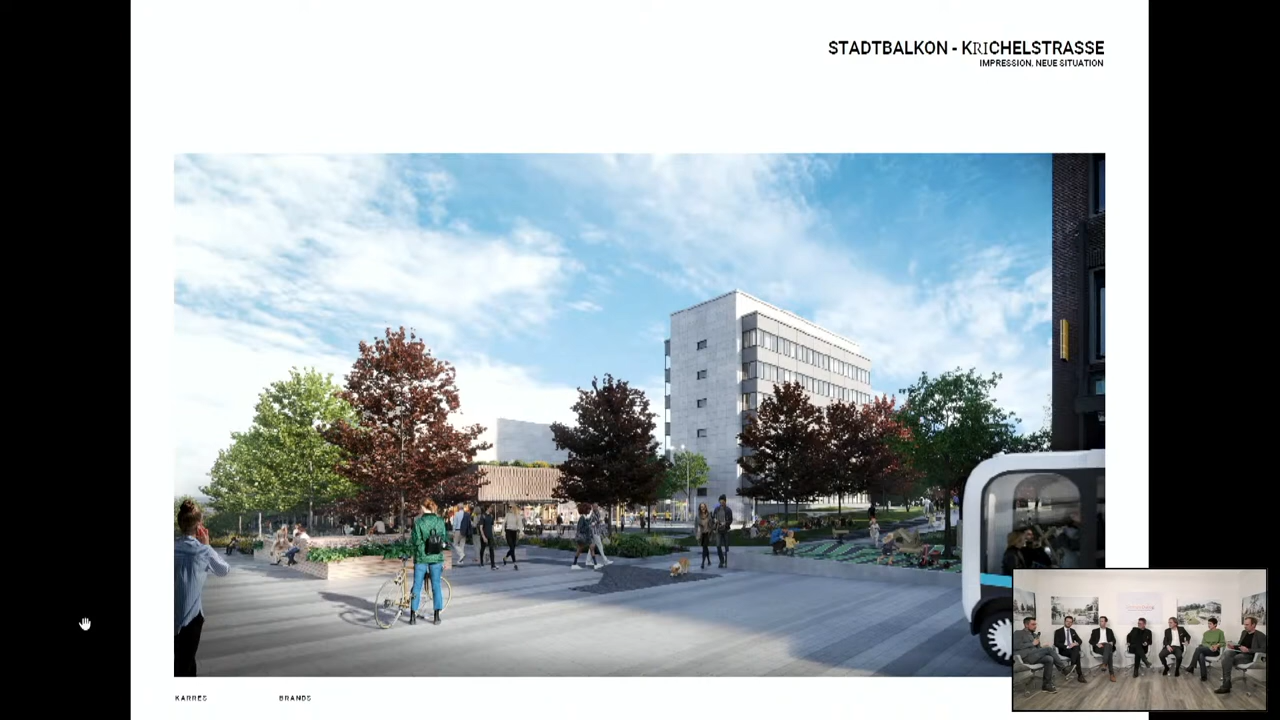 STADTBALKON - KRICHELSTRASSE
IMPRESSION. NEUE SITUATION
KARRES BRANDS